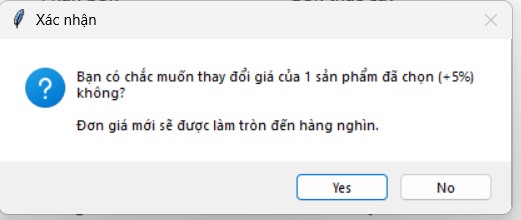 Xác nhận
Bạn có chắc muốn thay đổi giá của 1 sản phẩm đã chọn (+5%)
không?
Đơn giá mới sẽ được làm tròn đến hàng nghìn.
Yes
No